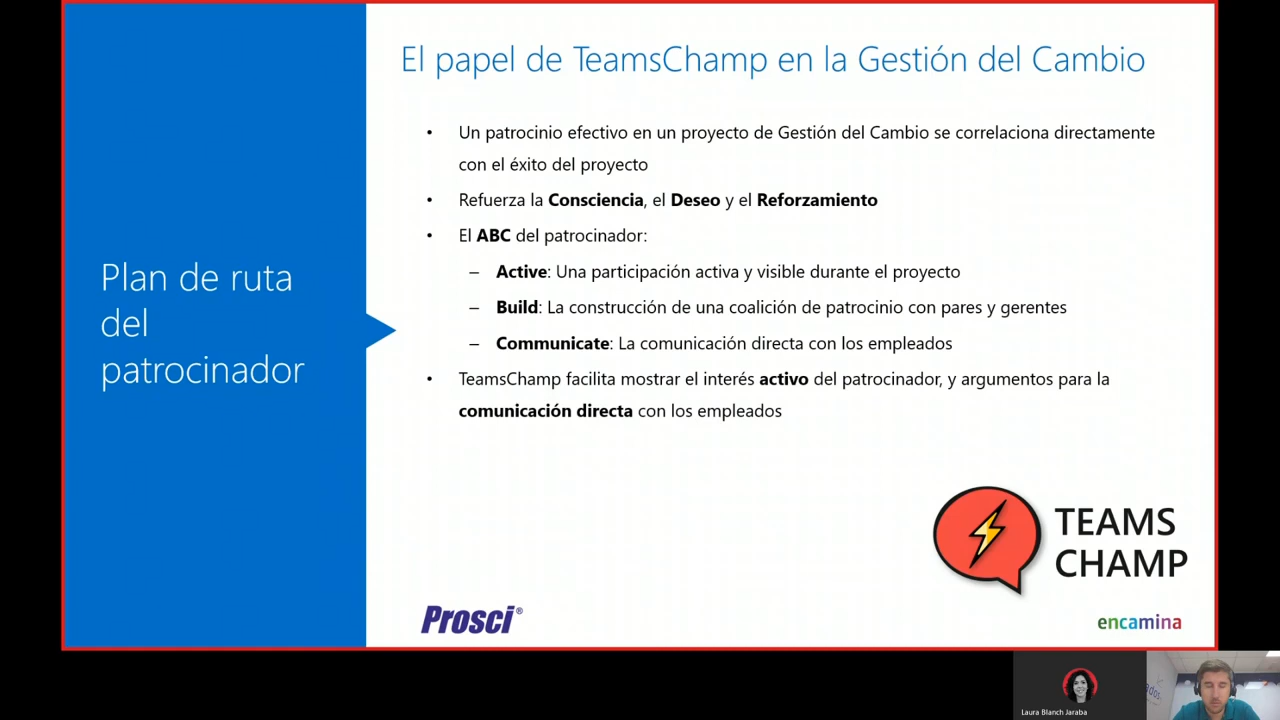 El papel de TeamsChamp en la Gestión del Cambio
Plan de ruta
del
patrocinador
• Un patrocinio efectivo en un proyecto de Gestión del Cambio se correlaciona directamente
con el éxito del proyecto
• Refuerza la Consciencia, el Deseo y el Reforzamiento
• El ABC del patrocinador:
– Active: Una participación activa y visible durante el proyecto
– Build: La construcción de una coalición de patrocinio con pares y gerentes
– Communicate: La comunicación directa con los empleados
• TeamsChamp facilita mostrar el interés activo del patrocinador, y argumentos para la
comunicación directa con los empleados
TEAMS
CHAMP
Prosci®
encamina
Laura Blanch Jaraba